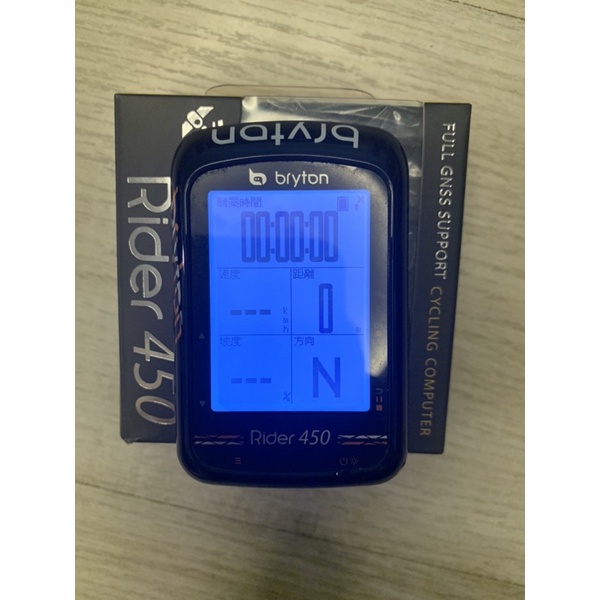 bryton
bryton
騎乘時間
00:00:00
速度
距離
---
kmh
0
坡度
方向
---
%
N
Rider 450
Rider 450
FULL GNSS SUPPORT CYCLING COMPUTER